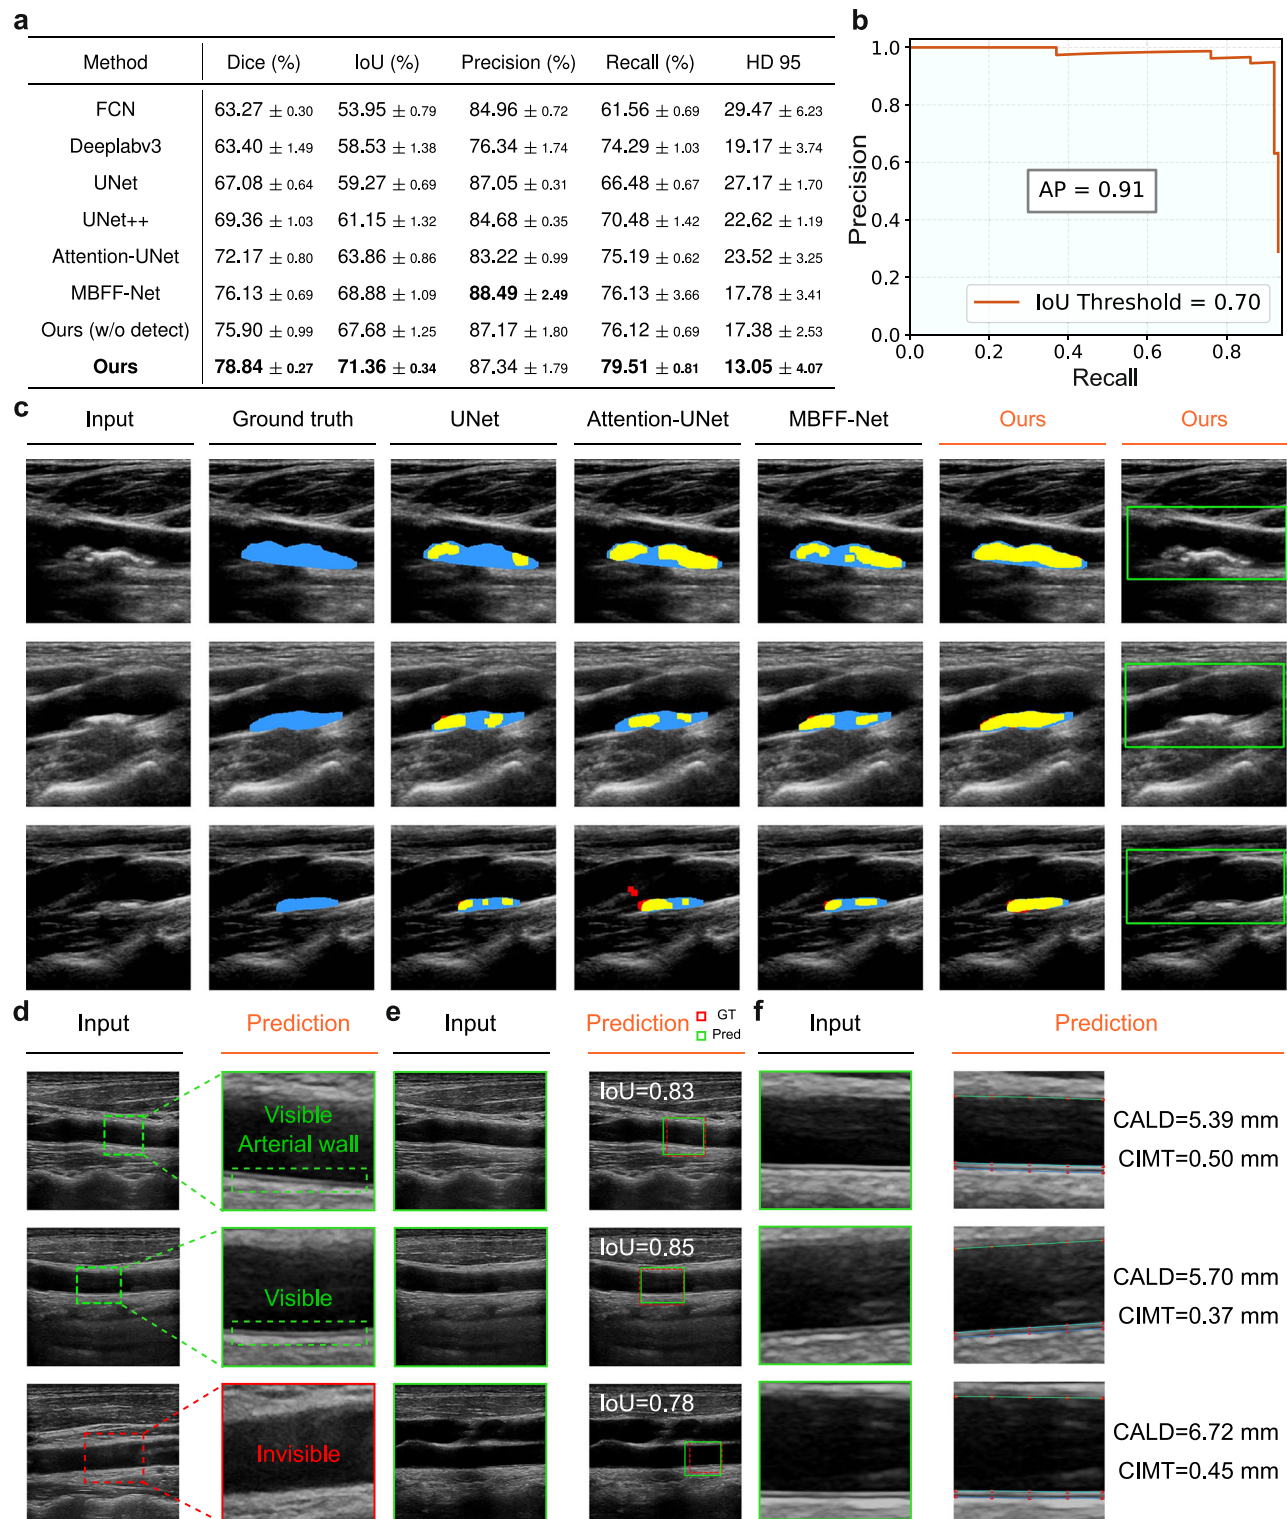 a
Method Dice (%) IoU (%) Precision (%) Recall (%) HD 95
FCN 63.27 ± 0.30 53.95 ± 0.79 84.96 ± 0.72 61.56 ± 0.69 29.47 ± 6.23
Deeplabv3 63.40 ± 1.49 58.53 ± 1.38 76.34 ± 1.74 74.29 ± 1.03 19.17 ± 3.74
UNet 67.08 ± 0.64 59.27 ± 0.69 87.05 ± 0.31 66.48 ± 0.67 27.17 ± 1.70
UNet++ 69.36 ± 1.03 61.15 ± 1.32 84.68 ± 0.35 70.48 ± 1.42 22.62 ± 1.19
Attention-UNet 72.17 ± 0.80 63.86 ± 0.86 83.22 ± 0.99 75.19 ± 0.62 23.52 ± 3.25
MBFF-Net 76.13 ± 0.69 68.88 ± 1.09 88.49 ± 2.49 76.13 ± 3.66 17.78 ± 3.41
Ours (w/o detect) 75.90 ± 0.99 67.68 ± 1.25 87.17 ± 1.80 76.12 ± 0.69 17.38 ± 2.53
Ours 78.84 ± 0.27 71.36 ± 0.34 87.34 ± 1.79 79.51 ± 0.81 13.05 ± 4.07
b
1.0
0.8
0.6
0.4
0.2
0.0
Precision
AP = 0.91
IoU Threshold = 0.70
0.0 0.2 0.4 0.6 0.8
Recall
c
Input Ground truth UNet Attention-UNet MBFF-Net Ours Ours
d
Input Prediction
Visible
Arterial wall
Visible
Invisible
e
Input Prediction
GT
Pred
IoU=0.83
IoU=0.85
IoU=0.78
f
Input Prediction
CALD=5.39 mm
CIMT=0.50 mm
CALD=5.70 mm
CIMT=0.37 mm
CALD=6.72 mm
CIMT=0.45 mm